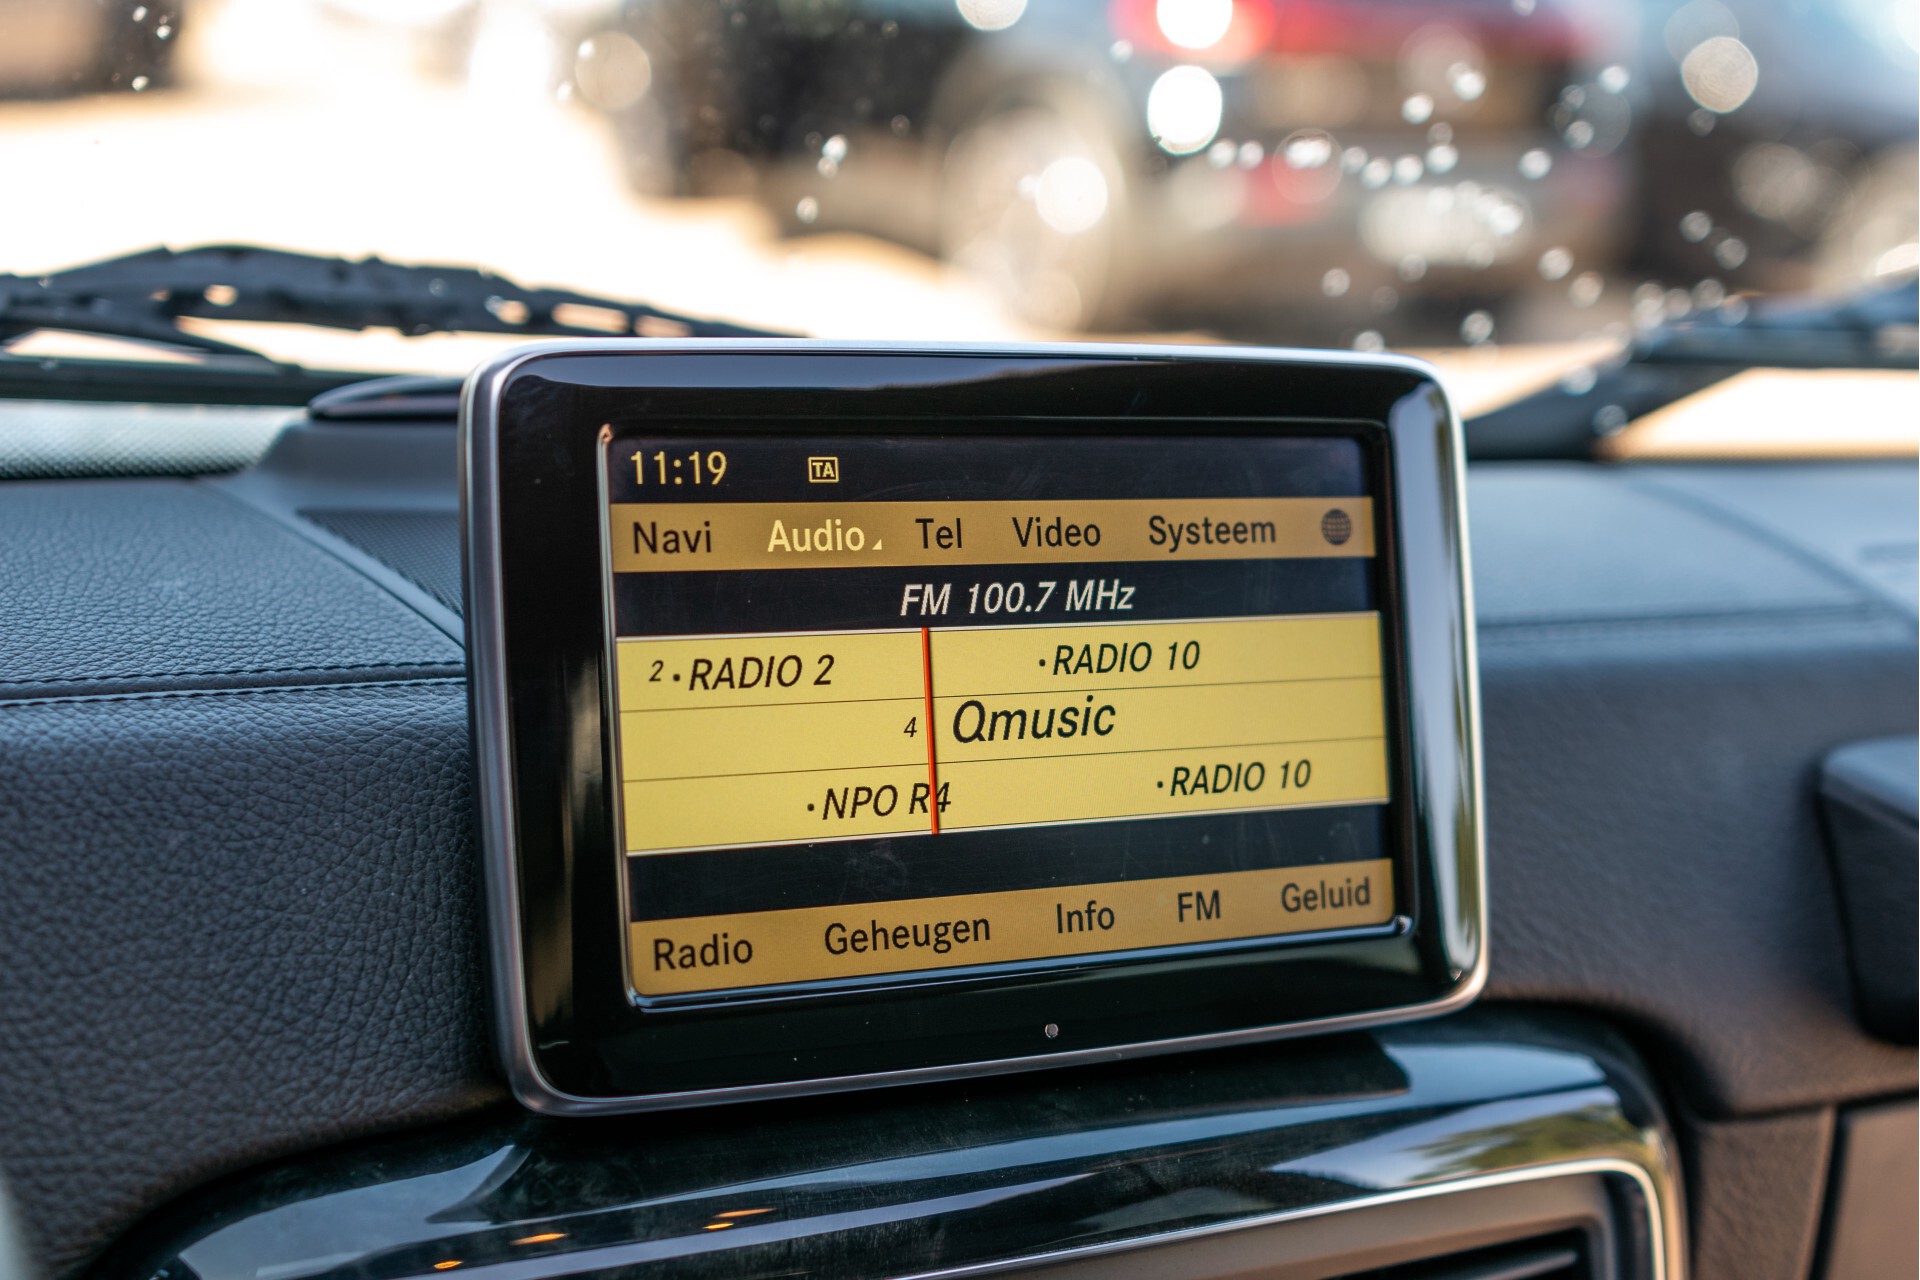 11:19 TA
Navi Audio Tel Video Systeem
FM 100.7 MHz
2 · RADIO 2 · RADIO 10
4 Qmusic
· NPO R4 · RADIO 10
Radio Geheugen Info FM Geluid